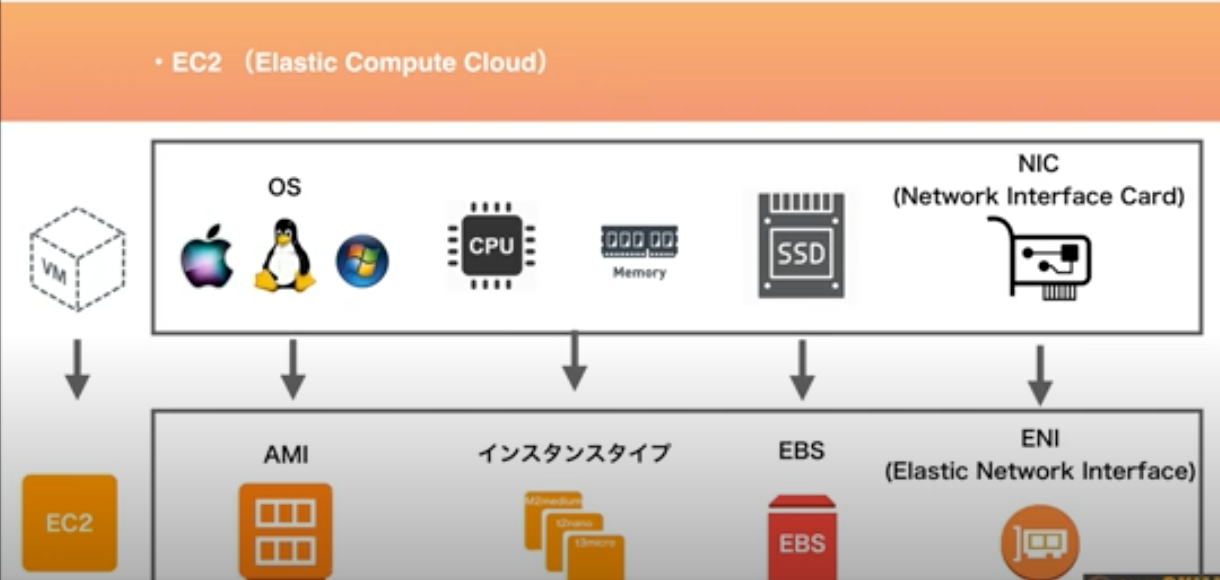 ・EC2 （Elastic Compute Cloud）
OS
NIC
(Network Interface Card)
VM
CPU
Memory
SSD
AMI
インスタンスタイプ
EBS
ENI
(Elastic Network Interface)
EC2
M2medium
t2nano
t3micro
EBS